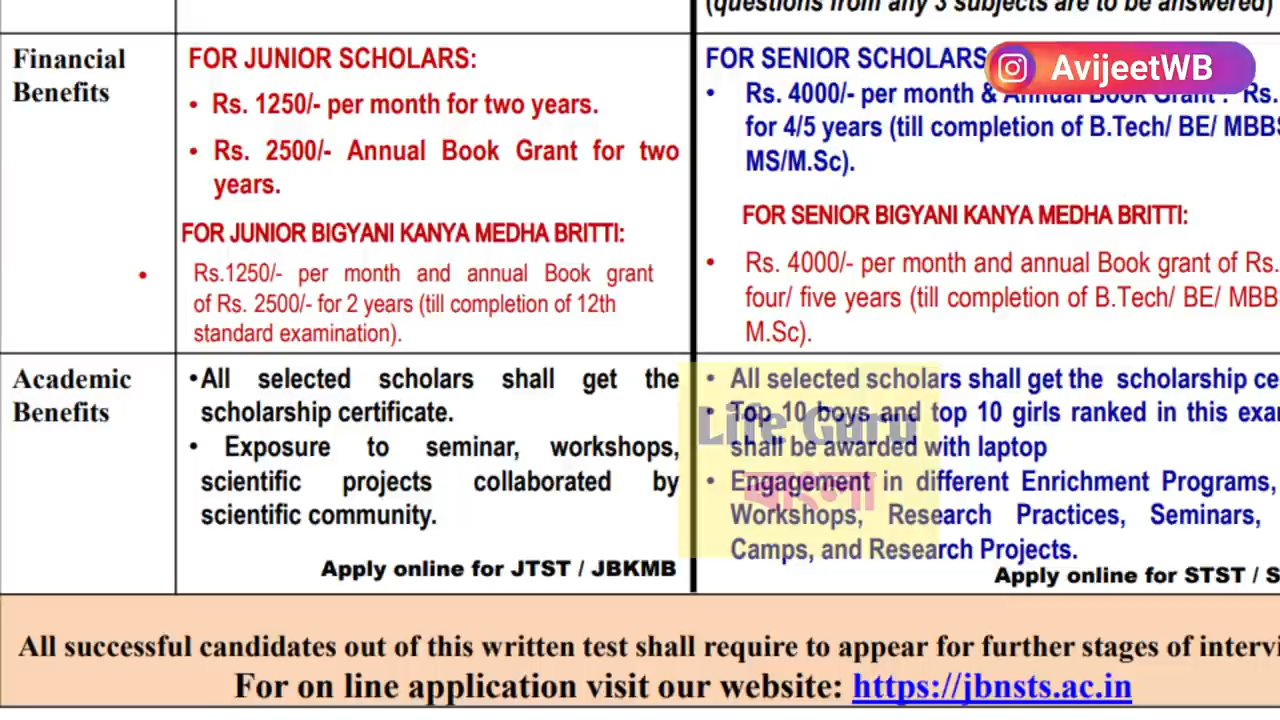 (questions from any 3 subjects are to be answered)
Financial
Benefits
FOR JUNIOR SCHOLARS:
• Rs. 1250/- per month for two years.
• Rs. 2500/- Annual Book Grant for two
years.
FOR JUNIOR BIGYANI KANYA MEDHA BRITTI:
• Rs.1250/- per month and annual Book grant
of Rs. 2500/- for 2 years (till completion of 12th
standard examination).
FOR SENIOR SCHOLARS
AvijeetWB
• Rs. 4000/- per month & Annual Book Grant : Rs.
for 4/5 years (till completion of B.Tech/ BE/ MBBS
MS/M.Sc).
FOR SENIOR BIGYANI KANYA MEDHA BRITTI:
• Rs. 4000/- per month and annual Book grant of Rs.
four/ five years (till completion of B.Tech/ BE/ MBBS
M.Sc).
Academic
Benefits
•All selected scholars shall get the
scholarship certificate.
• Exposure to seminar, workshops,
scientific projects collaborated by
scientific community.
Apply online for JTST / JBKMB
• All selected scholars shall get the scholarship ce
• Top 10 boys and top 10 girls ranked in this exam
shall be awarded with laptop
• Engagement in different Enrichment Programs,
Workshops, Research Practices, Seminars,
Camps, and Research Projects.
Apply online for STST / S
Life Guru
বাংলা
All successful candidates out of this written test shall require to appear for further stages of intervi
For on line application visit our website: https://jbnsts.ac.in